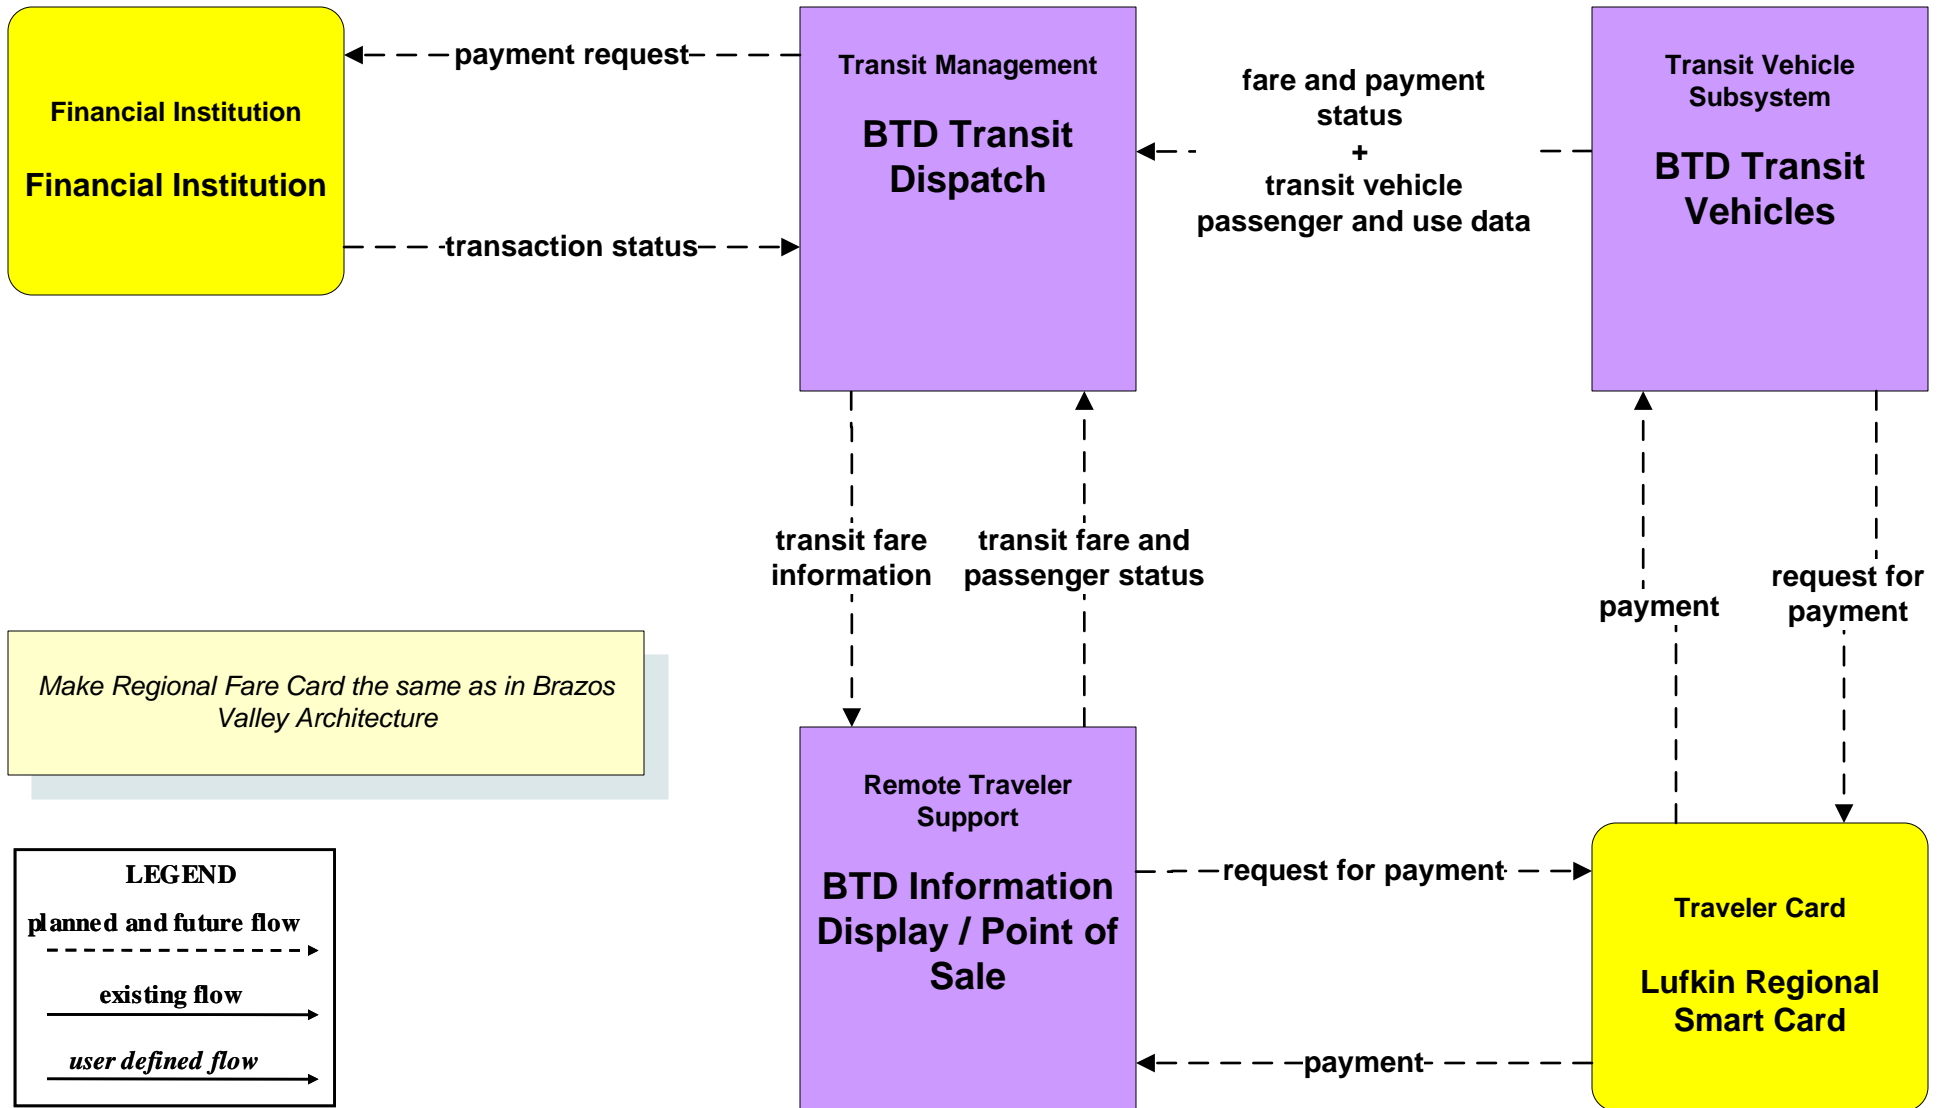 Financial Institution
Financial Institution
payment request
transaction status
Transit Management
BTD Transit
Dispatch
fare and payment
status
+
transit vehicle
passenger and use data
Transit Vehicle
Subsystem
BTD Transit
Vehicles
transit fare
information
transit fare and
passenger status
payment
request for
payment
Make Regional Fare Card the same as in Brazos
Valley Architecture
Remote Traveler
Support
BTD Information
Display / Point of
Sale
request for payment
payment
Traveler Card
Lufkin Regional
Smart Card
LEGEND
planned and future flow
existing flow
user defined flow